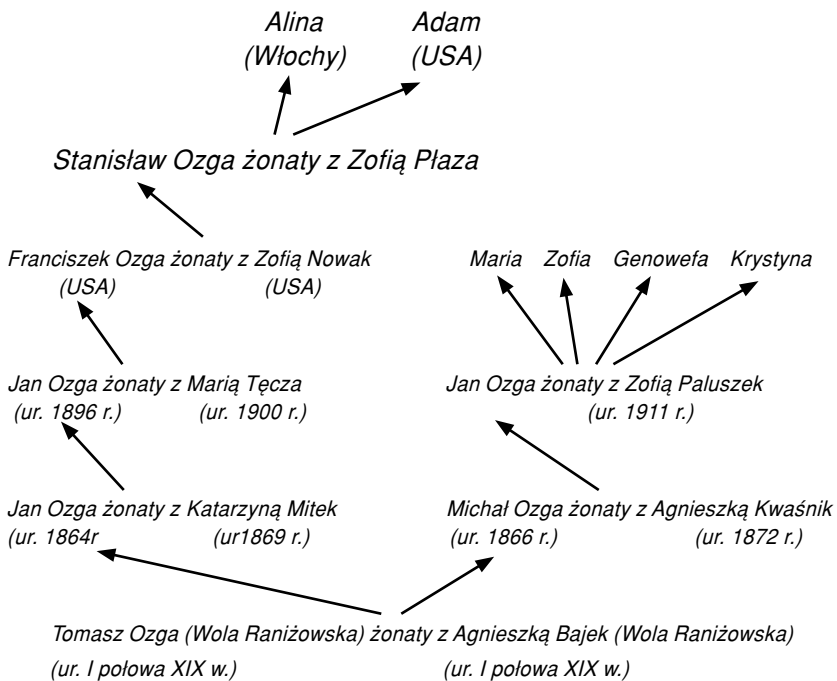 Alina Adam
(Włochy) (USA)
Stanisław Ozga żonaty z Zofią Płaza
Franciszek Ozga żonaty z Zofią Nowak
(USA) (USA)
Maria Zofia Genowefa Krystyna
Jan Ozga żonaty z Marią Tęcza
(ur. 1896 r.) (ur. 1900 r.)
Jan Ozga żonaty z Zofią Paluszek
(ur. 1911 r.)
Jan Ozga żonaty z Katarzyną Mitek
(ur. 1864r (ur1869 r.)
Michał Ozga żonaty z Agnieszką Kwaśnik
(ur. 1866 r.) (ur. 1872 r.)
Tomasz Ozga (Wola Raniżowska) żonaty z Agnieszką Bajek (Wola Raniżowska)
(ur. I połowa XIX w.) (ur. I połowa XIX w.)